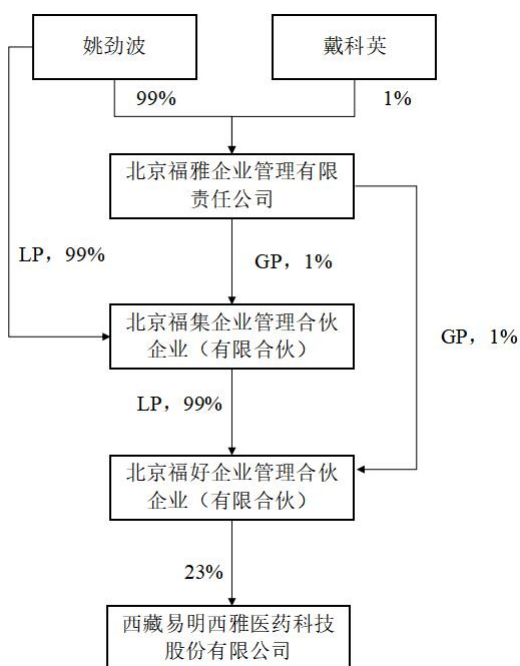 姚劲波
戴科英
99%
1%
北京福雅企业管理有限
责任公司
LP，99%
GP，1%
北京福集企业管理合伙
企业（有限合伙）
GP，1%
LP，99%
北京福好企业管理合伙
企业（有限合伙）
23%
西藏易明西雅医药科技
股份有限公司